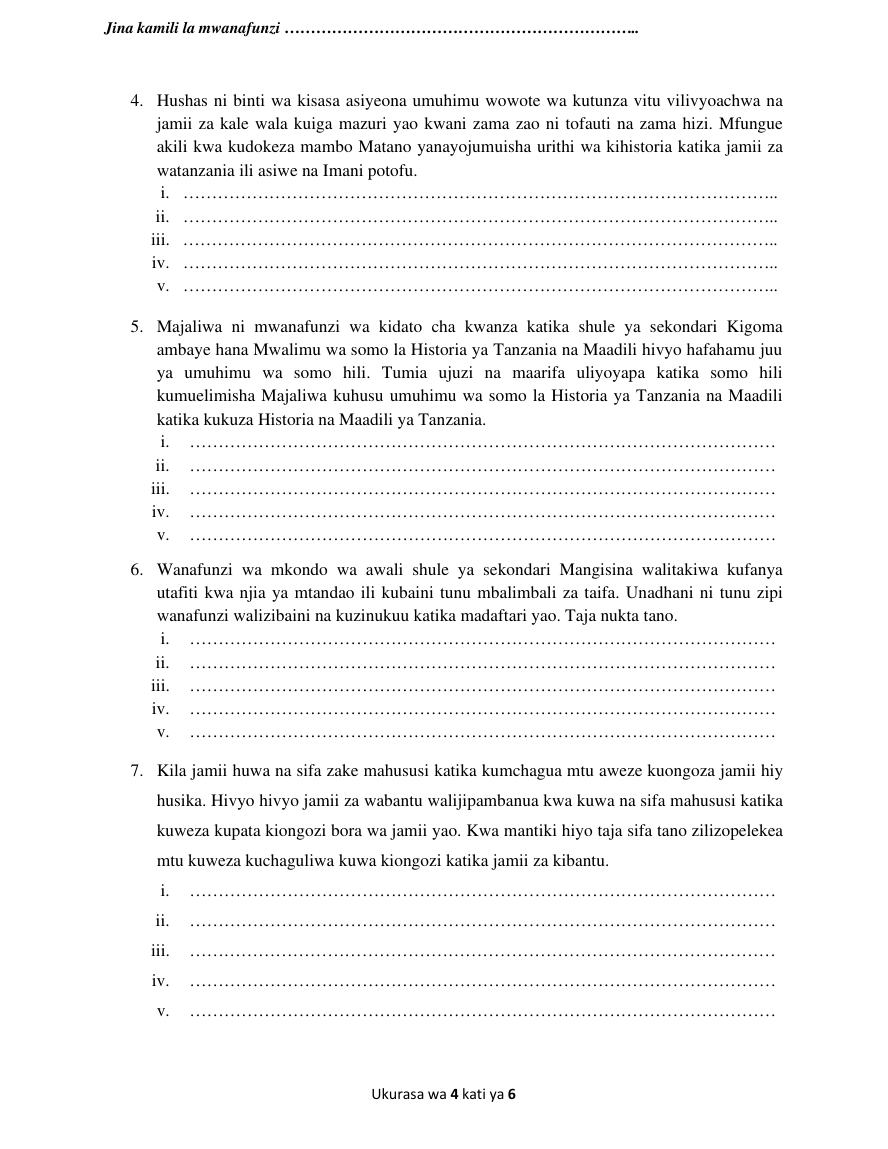 Jina kamili la mwanafunzi …………………………………………………………..
4. Hushas ni binti wa kisasa asiyeona umuhimu wowote wa kutunza vitu vilivyoachwa na
jamii za kale wala kuiga mazuri yao kwani zama zao ni tofauti na zama hizi. Mfungue
akili kwa kudokeza mambo Matano yanayojumuisha urithi wa kihistoria katika jamii za
watanzania ili asiwe na Imani potofu.
i. …………………………………………………………………………………………..
ii. …………………………………………………………………………………………..
iii. …………………………………………………………………………………………..
iv. …………………………………………………………………………………………..
v. …………………………………………………………………………………………..
5. Majaliwa ni mwanafunzi wa kidato cha kwanza katika shule ya sekondari Kigoma
ambaye hana Mwalimu wa somo la Historia ya Tanzania na Maadili hivyo hafahamu juu
ya umuhimu wa somo hili. Tumia ujuzi na maarifa uliyoyapa katika somo hili
kumuelimisha Majaliwa kuhusu umuhimu wa somo la Historia ya Tanzania na Maadili
katika kukuza Historia na Maadili ya Tanzania.
i. …………………………………………………………………………………………
ii. …………………………………………………………………………………………
iii. …………………………………………………………………………………………
iv. …………………………………………………………………………………………
v. …………………………………………………………………………………………
6. Wanafunzi wa mkondo wa awali shule ya sekondari Mangisina walitakiwa kufanya
utafiti kwa njia ya mtandao ili kubaini tunu mbalimbali za taifa. Unadhani ni tunu zipi
wanafunzi walizibaini na kuzinukuu katika madaftari yao. Taja nukta tano.
i. …………………………………………………………………………………………
ii. …………………………………………………………………………………………
iii. …………………………………………………………………………………………
iv. …………………………………………………………………………………………
v. …………………………………………………………………………………………
7. Kila jamii huwa na sifa zake mahususi katika kumchagua mtu aweze kuongoza jamii hiy
husika. Hivyo hivyo jamii za wabantu walijipambanua kwa kuwa na sifa mahususi katika
kuweza kupata kiongozi bora wa jamii yao. Kwa mantiki hiyo taja sifa tano zilizopelekea
mtu kuweza kuchaguliwa kuwa kiongozi katika jamii za kibantu.
i. …………………………………………………………………………………………
ii. …………………………………………………………………………………………
iii. …………………………………………………………………………………………
iv. …………………………………………………………………………………………
v. …………………………………………………………………………………………
Ukurasa wa 4 kati ya 6